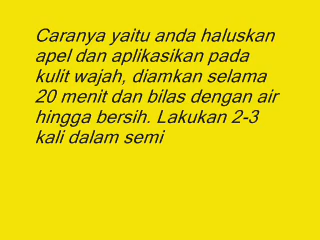 Caranya yaitu anda haluskan
apel dan aplikasikan pada
kulit wajah, diamkan selama
20 menit dan bilas dengan air
hingga bersih. Lakukan 2-3
kali dalam semi